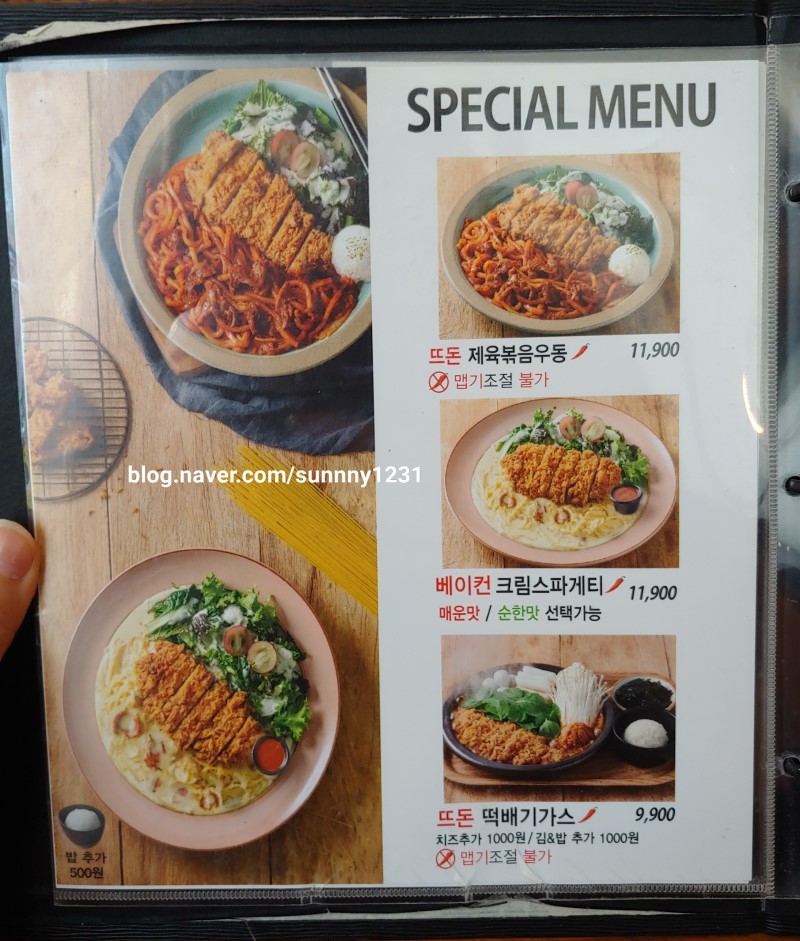 SPECIAL MENU
뜨돈 제육볶음우동 11,900
맵기조절 불가
blog.naver.com/sunnny1231
베이컨 크림스파게티 11,900
매운맛 / 순한맛 선택가능
뜨돈 떡배기가스 9,900
치즈추가 1000원 / 김&밥 추가 1000원
맵기조절 불가
밥 추가
500원